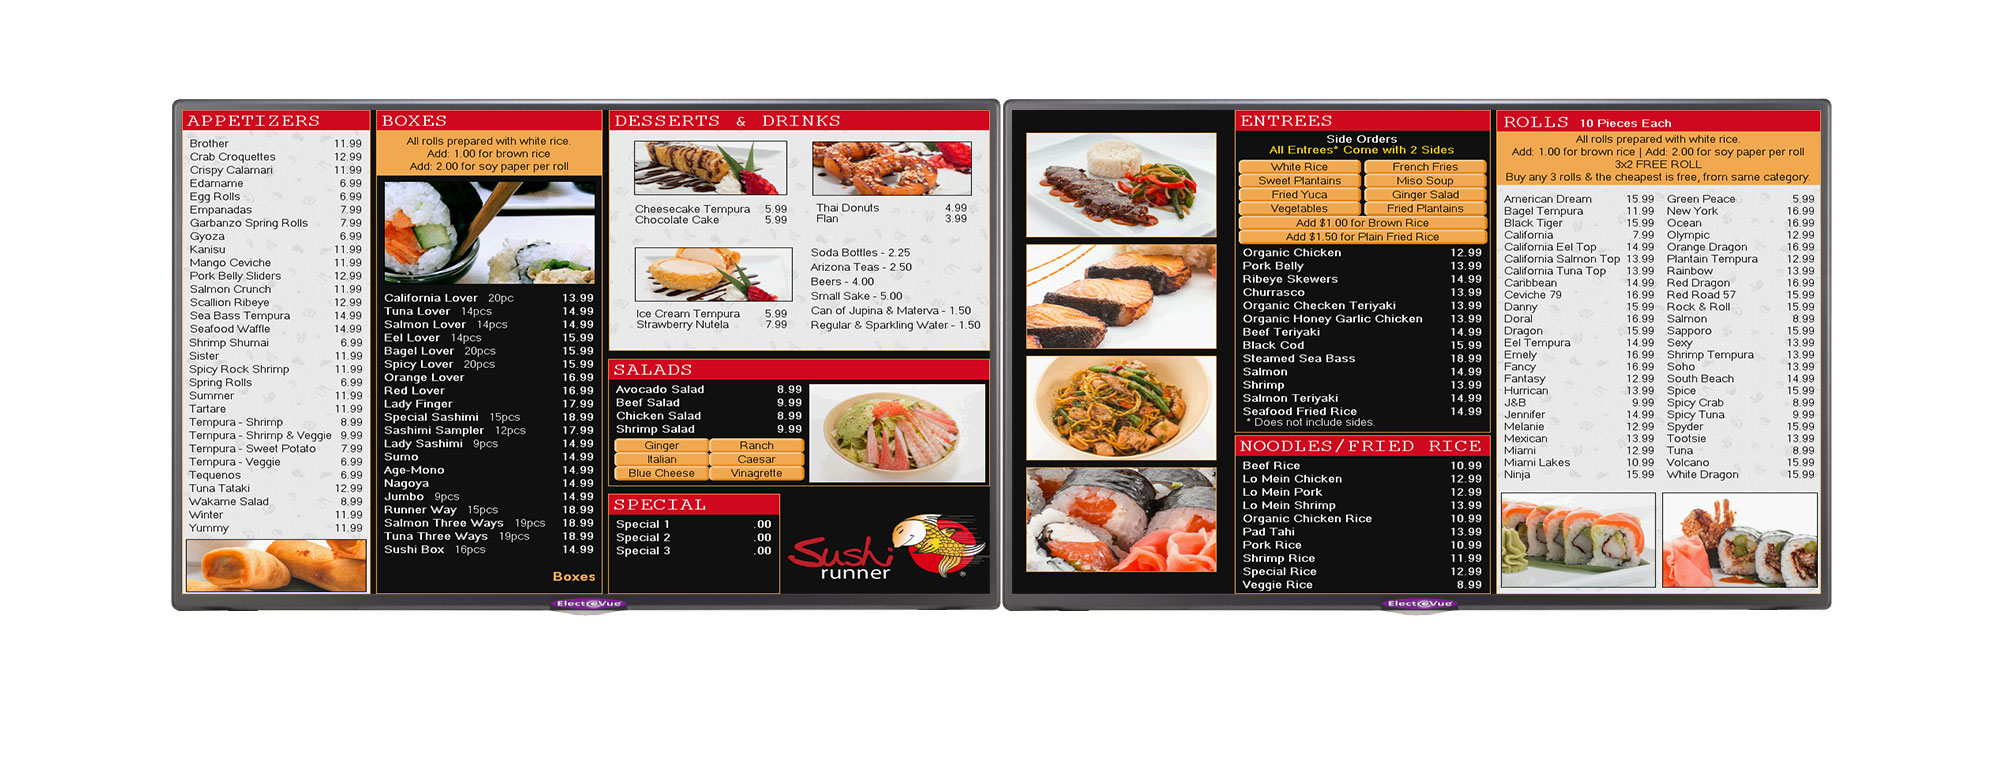 APPETIZERS
Brother 11.99
Crab Croquettes 12.99
Crispy Calamari 11.99
Edamame 6.99
Egg Rolls 6.99
Empanadas 7.99
Garbanzo Spring Rolls 7.99
Gyoza 6.99
Kanisu 11.99
Mango Ceviche 11.99
Pork Belly Sliders 12.99
Salmon Crunch 11.99
Scallion Ribeye 12.99
Sea Bass Tempura 14.99
Seafood Waffle 14.99
Shrimp Shumai 6.99
Sister 11.99
Spicy Rock Shrimp 11.99
Spring Rolls 6.99
Summer 11.99
Tartare 11.99
Tempura - Shrimp 8.99
Tempura - Shrimp & Veggie 9.99
Tempura - Sweet Potato 7.99
Tempura - Veggie 6.99
Tequenos 6.99
Tuna Tataki 12.99
Wakame Salad 8.99
Winter 11.99
Yummy 11.99
BOXES
All rolls prepared with white rice.
Add: 1.00 for brown rice
Add: 2.00 for soy paper per roll
California Lover 20pc 13.99
Tuna Lover 14pcs 14.99
Salmon Lover 14pcs 14.99
Eel Lover 14pcs 15.99
Bagel Lover 20pcs 15.99
Spicy Lover 20pcs 15.99
Orange Lover 16.99
Red Lover 16.99
Lady Finger 17.99
Special Sashimi 15pcs 18.99
Sashimi Sampler 12pcs 17.99
Lady Sashimi 9pcs 14.99
Sumo 14.99
Age-Mono 14.99
Nagoya 14.99
Jumbo 9pcs 14.99
Runner Way 15pcs 18.99
Salmon Three Ways 19pcs 18.99
Tuna Three Ways 19pcs 18.99
Sushi Box 16pcs 14.99
Boxes
DESSERTS & DRINKS
Cheesecake Tempura 5.99
Chocolate Cake 5.99
Thai Donuts 4.99
Flan 3.99
Ice Cream Tempura 5.99
Strawberry Nutela 7.99
Soda Bottles - 2.25
Arizona Teas - 2.50
Beers - 4.00
Small Sake - 5.00
Can of Jupina & Materva - 1.50
Regular & Sparkling Water - 1.50
SALADS
Avocado Salad 8.99
Beef Salad 9.99
Chicken Salad 8.99
Shrimp Salad 9.99
Ginger Ranch
Italian Caesar
Blue Cheese Vinagrette
SPECIAL
Special 1 .00
Special 2 .00
Special 3 .00
Sushi
runner
ElectroVue
ENTREES
Side Orders
All Entrees* Come with 2 Sides
White Rice French Fries
Sweet Plantains Miso Soup
Fried Yuca Ginger Salad
Vegetables Fried Plantains
Add $1.00 for Brown Rice
Add $1.50 for Plain Fried Rice
Organic Chicken 12.99
Pork Belly 13.99
Ribeye Skewers 14.99
Churrasco 13.99
Organic Checken Teriyaki 13.99
Organic Honey Garlic Chicken 13.99
Beef Teriyaki 14.99
Black Cod 15.99
Steamed Sea Bass 18.99
Salmon 14.99
Shrimp 13.99
Salmon Teriyaki 14.99
Seafood Fried Rice 14.99
* Does not include sides.
NOODLES/FRIED RICE
Beef Rice 10.99
Lo Mein Chicken 12.99
Lo Mein Pork 12.99
Lo Mein Shrimp 13.99
Organic Chicken Rice 10.99
Pad Tahi 13.99
Pork Rice 10.99
Shrimp Rice 11.99
Special Rice 12.99
Veggie Rice 8.99
ROLLS 10 Pieces Each
All rolls prepared with white rice.
Add: 1.00 for brown rice | Add: 2.00 for soy paper per roll
3x2 FREE ROLL
Buy any 3 rolls & the cheapest is free, from same category.
American Dream 15.99
Bagel Tempura 11.99
Black Tiger 15.99
California 7.99
California Eel Top 14.99
California Salmon Top 13.99
California Tuna Top 13.99
Caribbean 14.99
Ceviche 79 16.99
Danny 15.99
Doral 16.99
Dragon 15.99
Eel Tempura 14.99
Emely 16.99
Fancy 16.99
Fantasy 12.99
Hurrican 13.99
J&B 9.99
Jennifer 14.99
Melanie 12.99
Mexican 13.99
Miami 12.99
Miami Lakes 10.99
Ninja 15.99
Green Peace 5.99
New York 16.99
Ocean 16.99
Olympic 12.99
Orange Dragon 16.99
Plantain Tempura 12.99
Rainbow 13.99
Red Dragon 16.99
Red Road 57 15.99
Rock & Roll 15.99
Salmon 8.99
Sapporo 15.99
Sexy 13.99
Shrimp Tempura 13.99
Soho 13.99
South Beach 14.99
Spice 15.99
Spicy Crab 8.99
Spicy Tuna 9.99
Spyder 15.99
Tootsie 13.99
Tuna 8.99
Volcano 15.99
White Dragon 15.99
ElectroVue